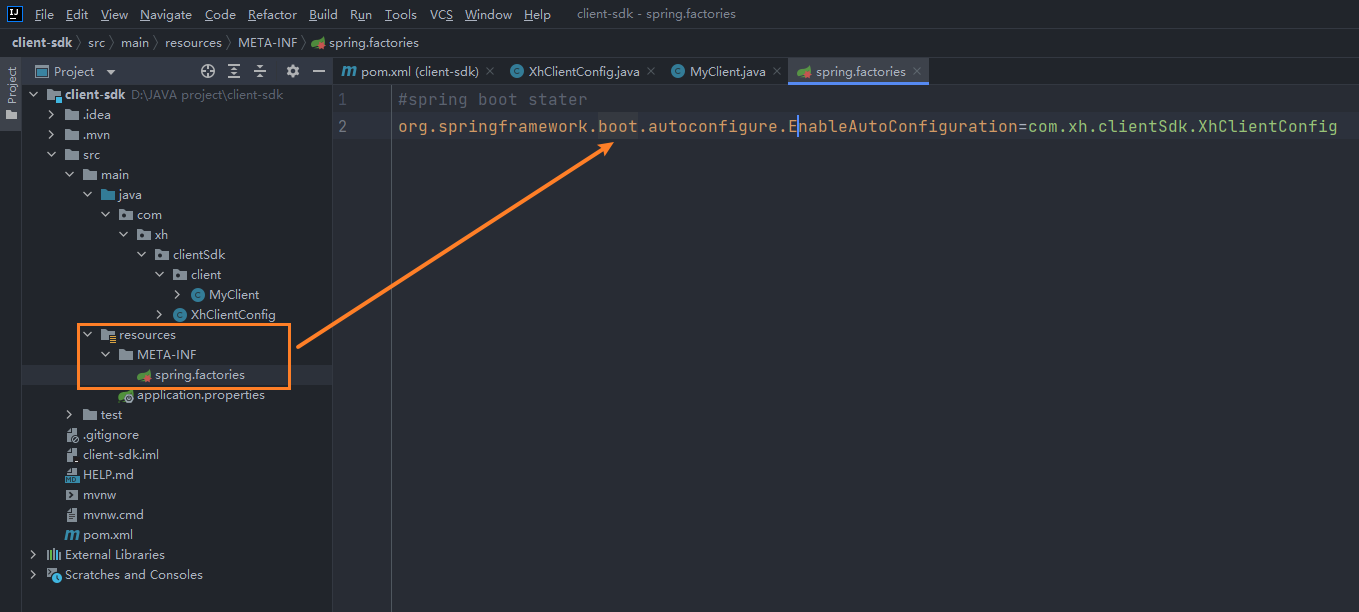 File Edit View Navigate Code Refactor Build Run Tools VCS Window Help client-sdk - spring.factories
client-sdk src main resources META-INF spring.factories
Project
Project
pom.xml (client-sdk) XhClientConfig.java MyClient.java spring.factories
client-sdk D:\JAVA project\client-sdk
.idea
.mvn
src
main
java
com
xh
clientSdk
client
MyClient
XhClientConfig
resources
META-INF
spring.factories
application.properties
test
.gitignore
client-sdk.iml
HELP.md
mvnw
mvnw.cmd
pom.xml
External Libraries
Scratches and Consoles
1 #spring boot stater
2 org.springframework.boot.autoconfigure.EnableAutoConfiguration=com.xh.clientSdk.XhClientConfig